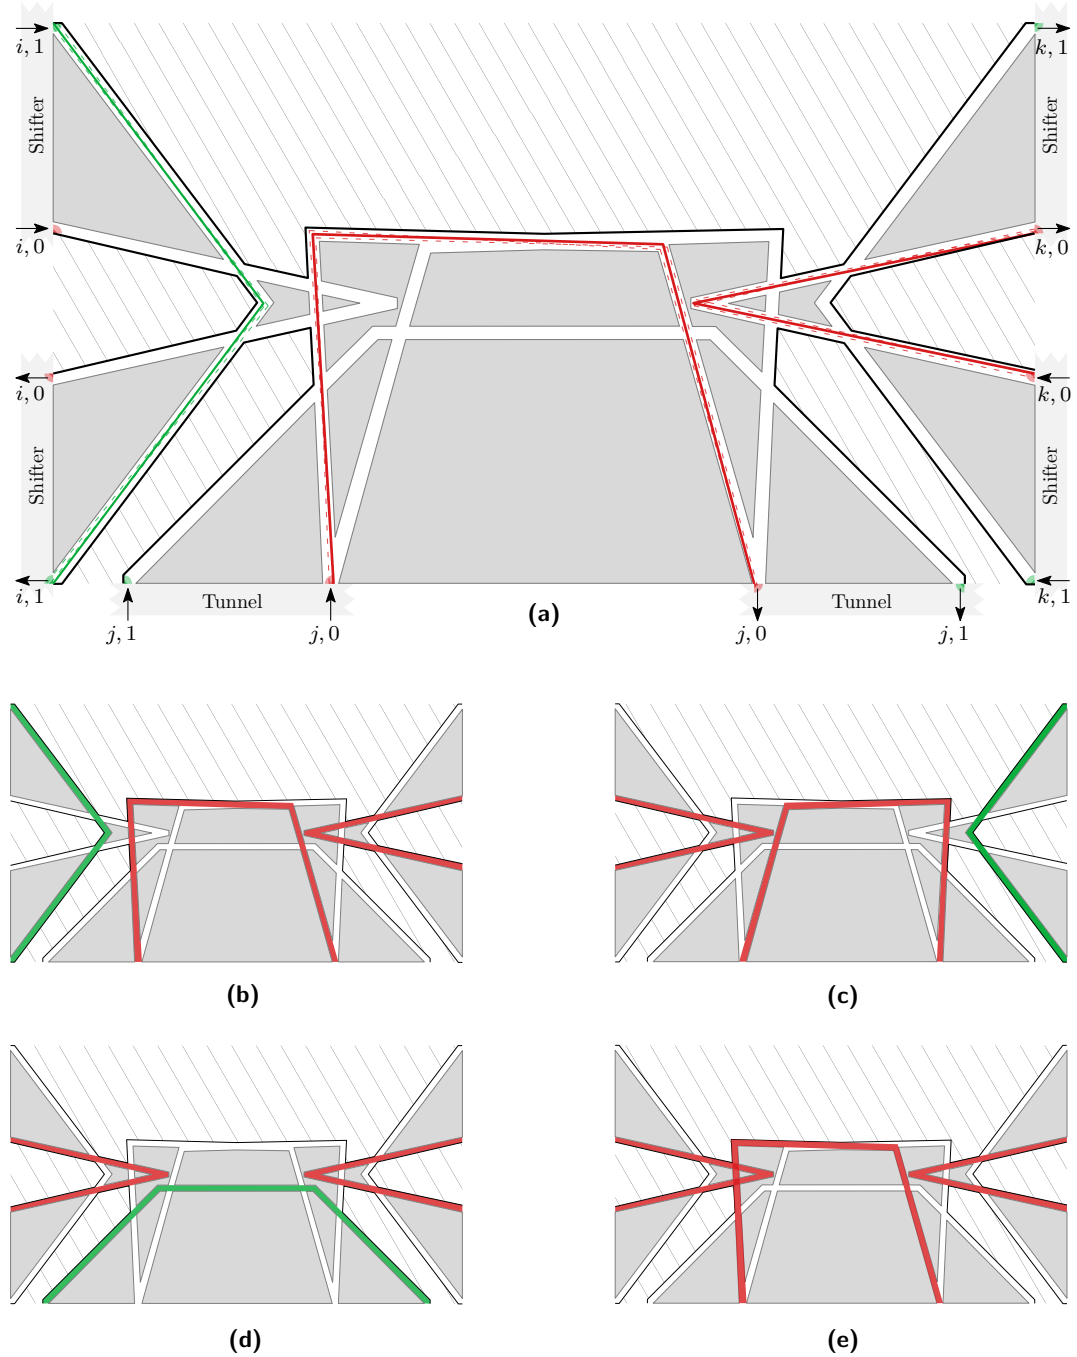 i, 1
k, 1
Shifter
Shifter
i, 0
k, 0
i, 0
k, 0
Shifter
Shifter
i, 1
k, 1
Tunnel
Tunnel
(a)
j, 1
j, 0
j, 0
j, 1
(b)
(c)
(d)
(e)